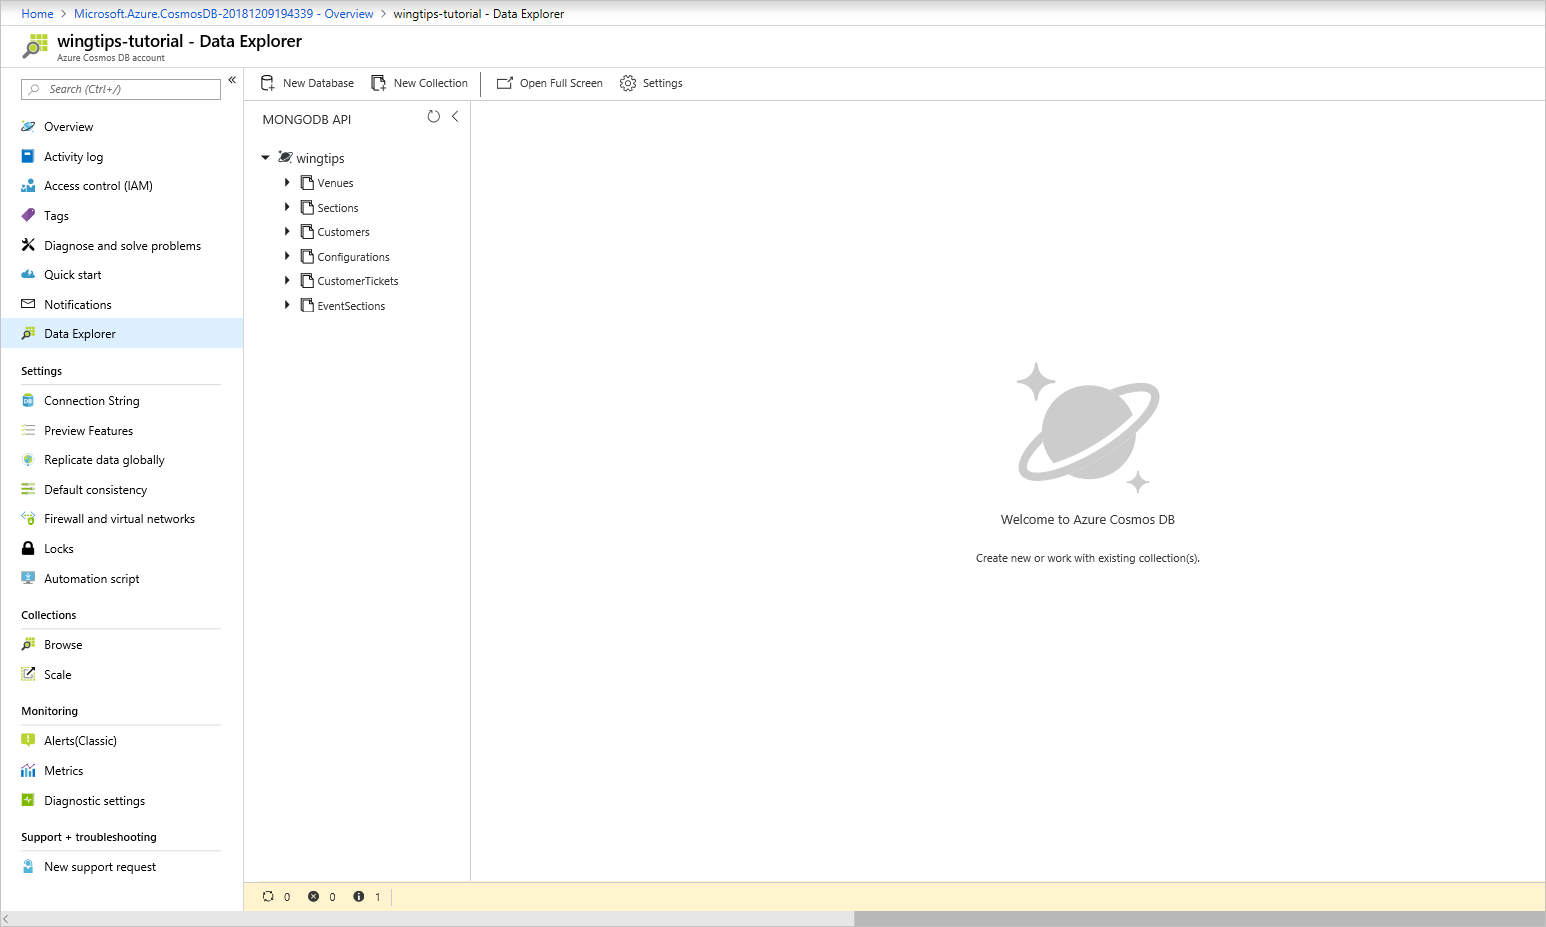 Home > Microsoft.Azure.CosmosDB-20181209194339 - Overview > wingtips-tutorial - Data Explorer
wingtips-tutorial - Data Explorer
Azure Cosmos DB account
Search (Ctrl+/)
«
Overview
Activity log
Access control (IAM)
Tags
Diagnose and solve problems
Quick start
Notifications
Data Explorer
Settings
Connection String
Preview Features
Replicate data globally
Default consistency
Firewall and virtual networks
Locks
Automation script
Collections
Browse
Scale
Monitoring
Alerts(Classic)
Metrics
Diagnostic settings
Support + troubleshooting
New support request
New Database New Collection Open Full Screen Settings
MONGODB API
wingtips
Venues
Sections
Customers
Configurations
CustomerTickets
EventSections
Welcome to Azure Cosmos DB
Create new or work with existing collection(s).
0 0 1